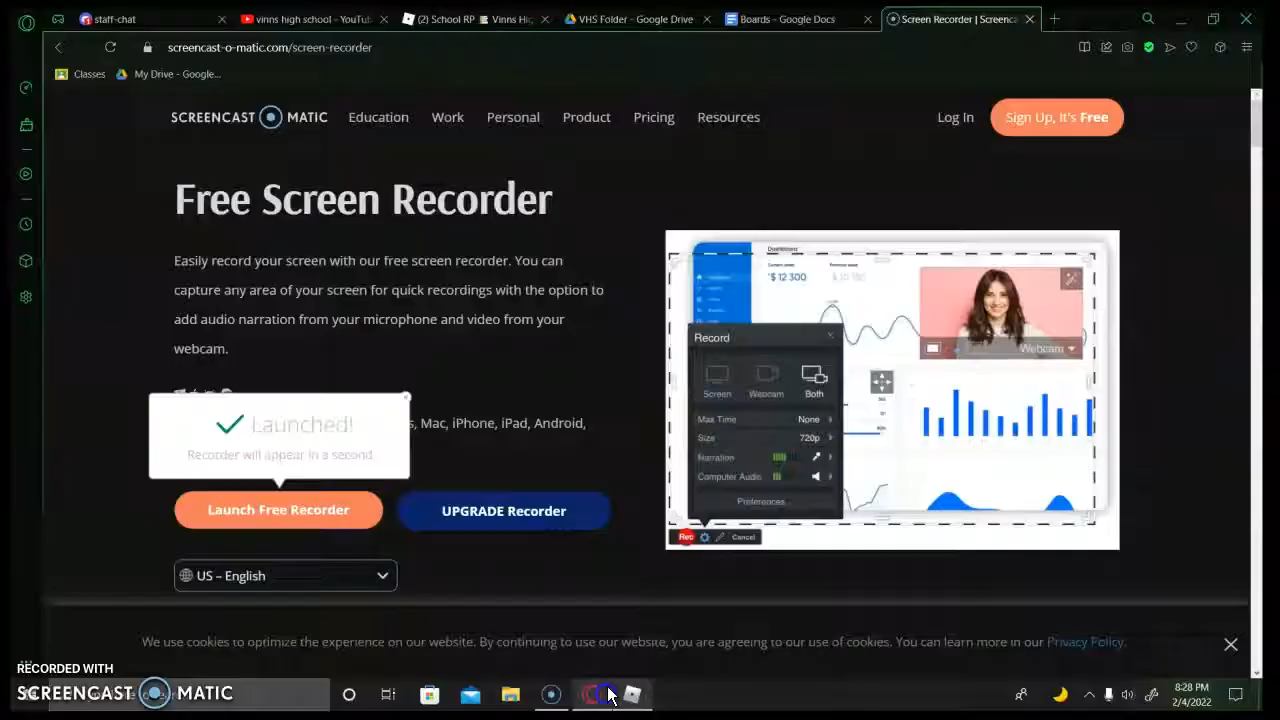 staff-chat
vinns high school – YouTub
(2) School RP
Vinns Hig
VHS Folder – Google Drive
Boards – Google Docs
Screen Recorder | Screenca
screencast-o-matic.com/screen-recorder
Classes
My Drive - Google...
SCREENCAST O MATIC
Education
Work
Personal
Product
Pricing
Resources
Log In
Sign Up, It's Free
Free Screen Recorder
Easily record your screen with our free screen recorder. You can
capture any area of your screen for quick recordings with the option to
add audio narration from your microphone and video from your
webcam.
s, Mac, iPhone, iPad, Android,
Launched!
Recorder will appear in a second.
Launch Free Recorder
UPGRADE Recorder
US – English
Dashboards
$ 12 300
Webcam
Record
Screen
Webcam
Both
Max Time None
Size 720p
Narration
Computer Audio
Preferences...
Rec
Cancel
We use cookies to optimize the experience on our website. By continuing to use our website, you are agreeing to our use of cookies. You can learn more in our Privacy Policy.
RECORDED WITH
SCREENCAST O MATIC
8:28 PM
2/4/2022